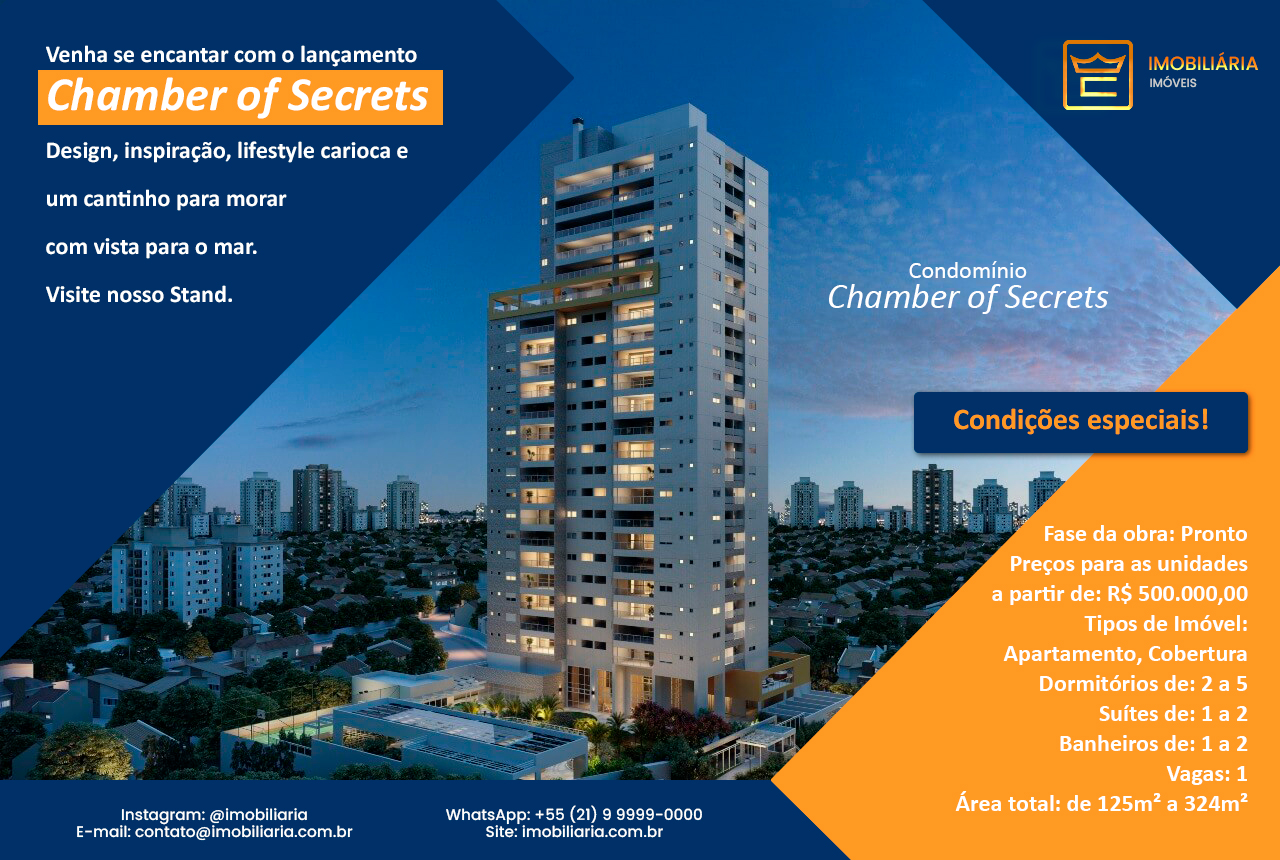 Venha se encantar com o lançamento
Chamber of Secrets
Design, inspiração, lifestyle carioca e
um cantinho para morar
com vista para o mar.
Visite nosso Stand.
E
IMOBILIÁRIA
IMÓVEIS
Condomínio
Chamber of Secrets
Condições especiais!
Fase da obra: Pronto
Preços para as unidades
a partir de: R$ 500.000,00
Tipos de Imóvel:
Apartamento, Cobertura
Dormitórios de: 2 a 5
Suítes de: 1 a 2
Banheiros de: 1 a 2
Vagas: 1
Área total: de 125m² a 324m²
Instagram: @imobiliaria
E-mail: contato@imobiliaria.com.br
WhatsApp: +55 (21) 9 9999-0000
Site: imobiliaria.com.br